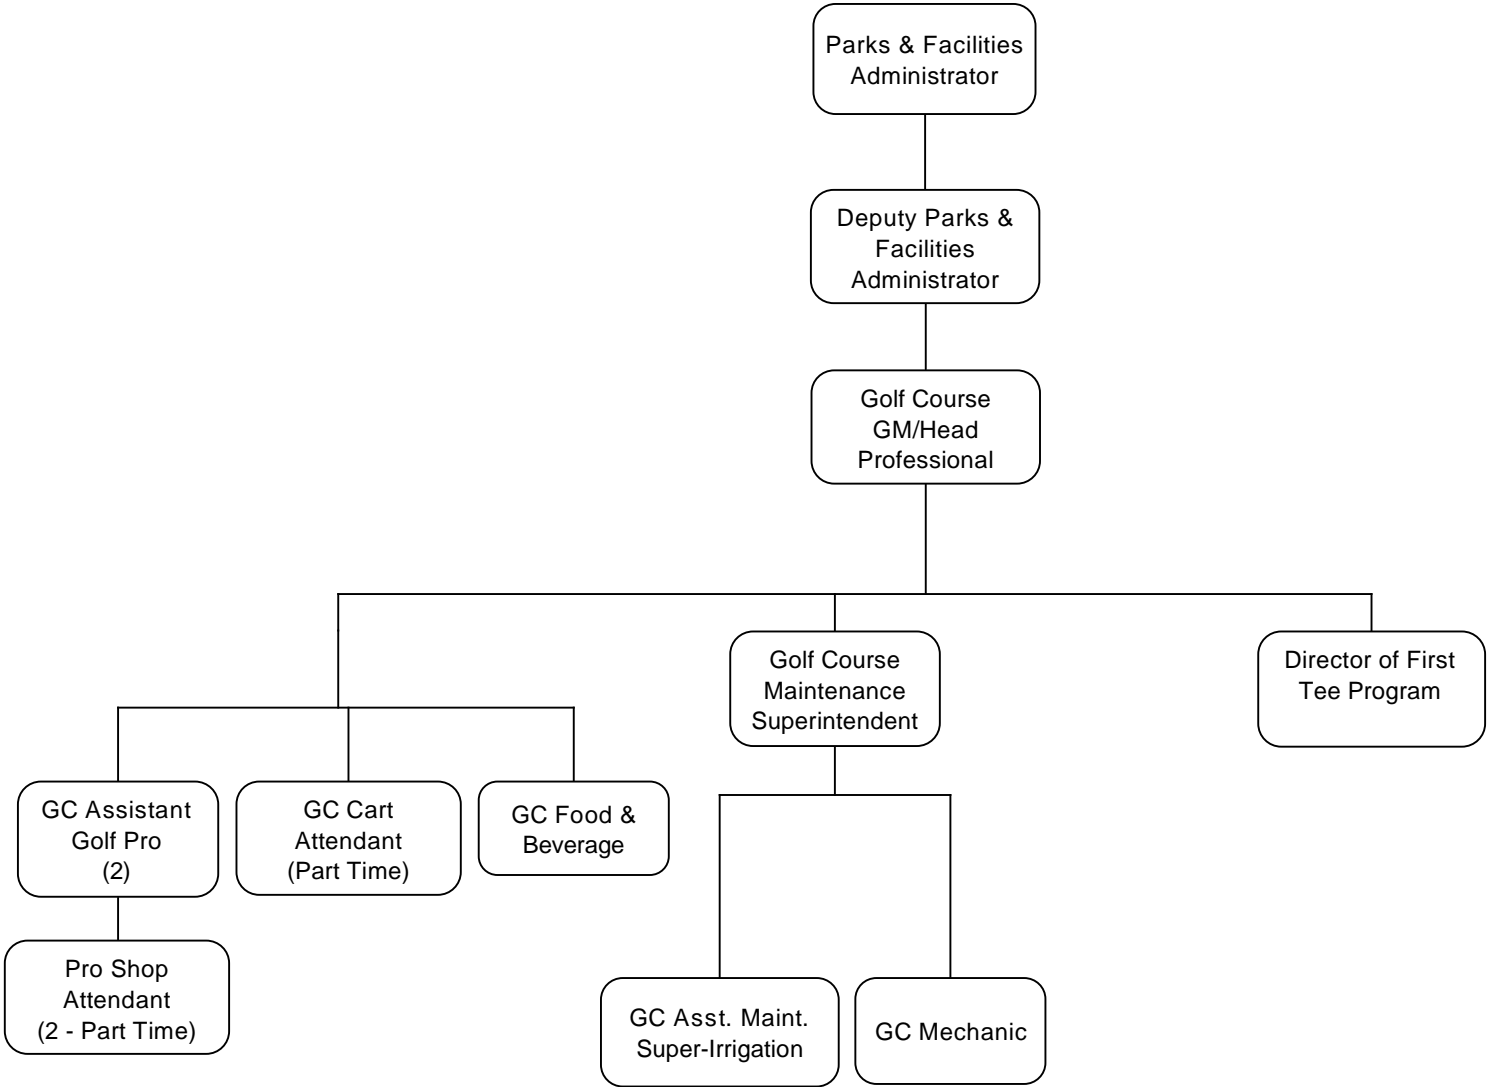 Parks & Facilities
Administrator
Deputy Parks &
Facilities
Administrator
Golf Course
GM/Head
Professional
Golf Course
Maintenance
Superintendent
Director of First
Tee Program
GC Assistant
Golf Pro
(2)
GC Cart
Attendant
(Part Time)
GC Food &
Beverage
Pro Shop
Attendant
(2 - Part Time)
GC Asst. Maint.
Super-Irrigation
GC Mechanic